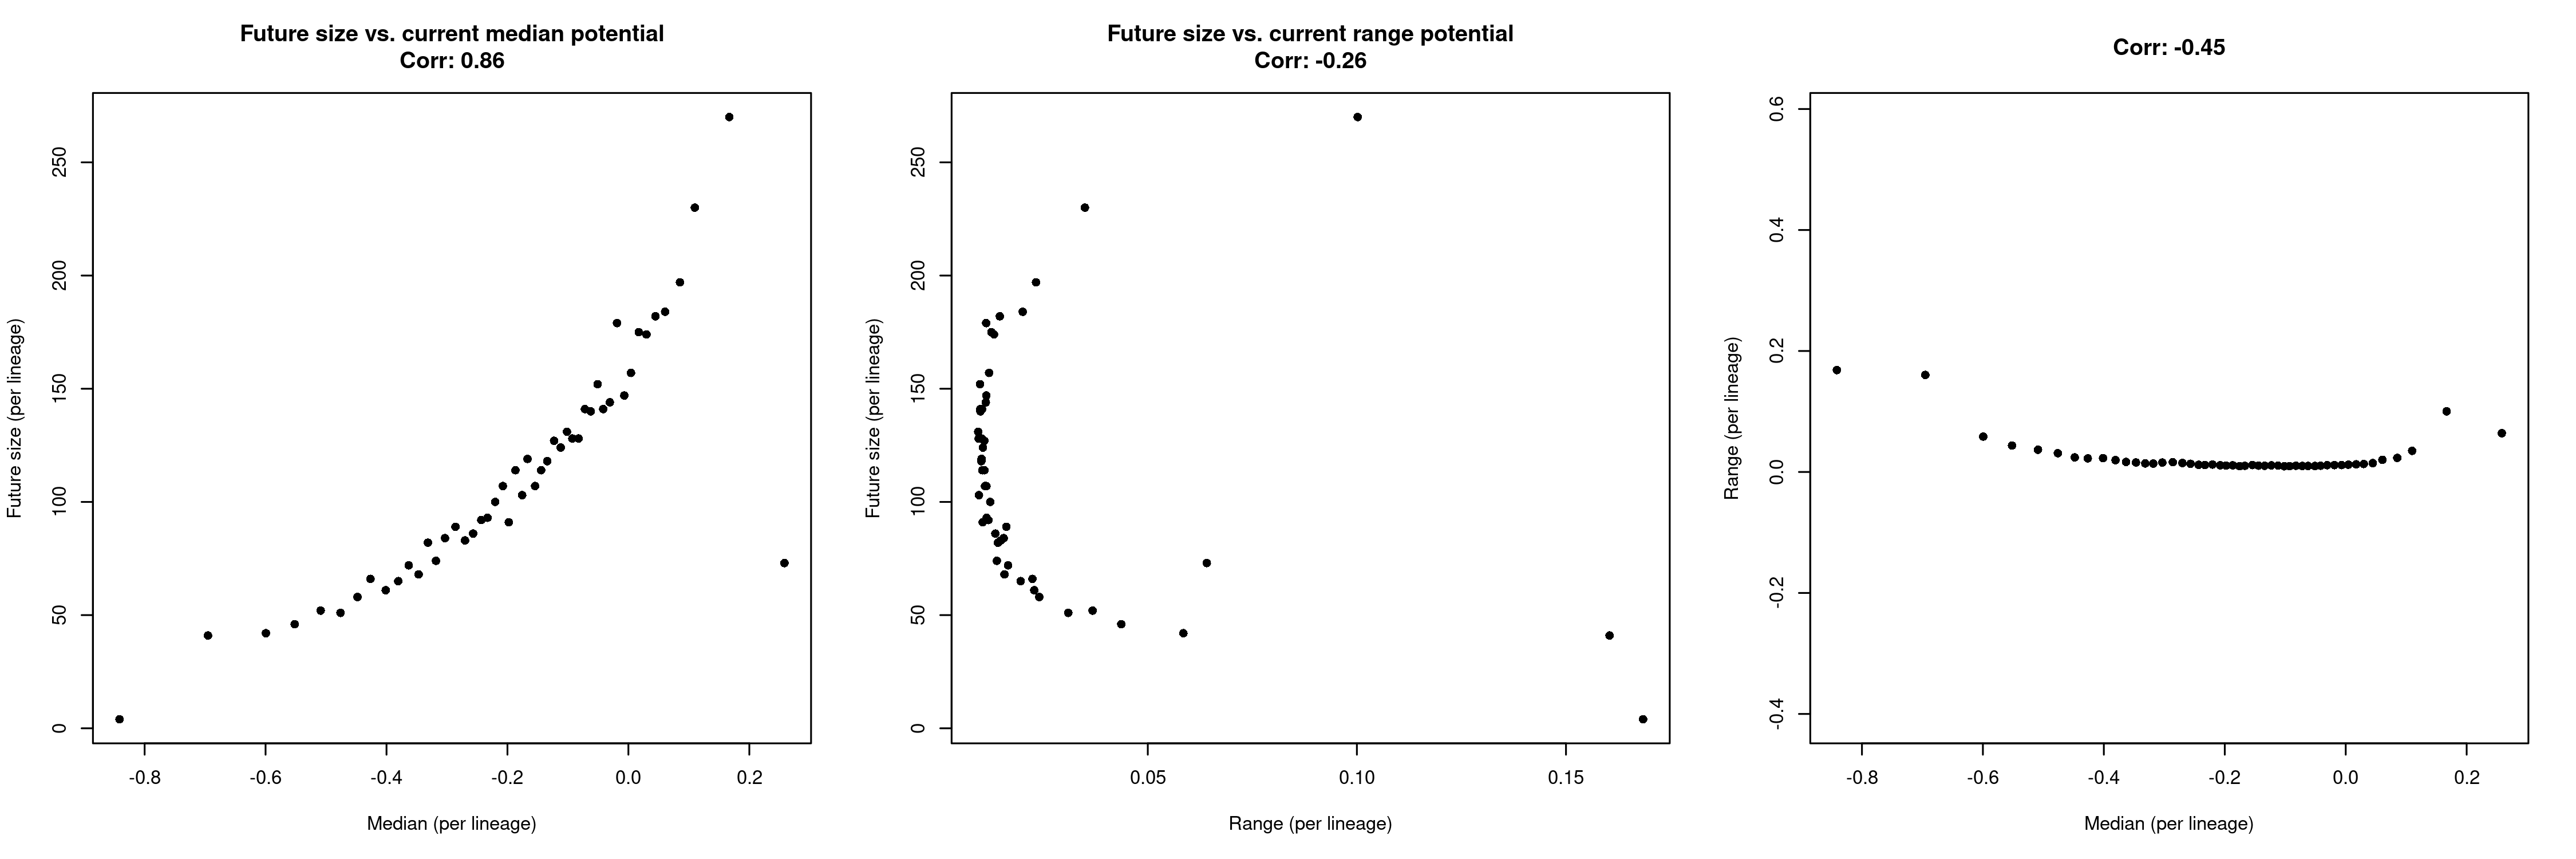 Future size vs. current median potential
Corr: 0.86
Future size (per lineage)
250
200
150
100
50
0
-0.8 -0.6 -0.4 -0.2 0.0 0.2
Median (per lineage)
Future size vs. current range potential
Corr: -0.26
Future size (per lineage)
250
200
150
100
50
0
0.05 0.10 0.15
Range (per lineage)
Corr: -0.45
Range (per lineage)
0.6
0.4
0.2
0.0
-0.2
-0.4
-0.8 -0.6 -0.4 -0.2 0.0 0.2
Median (per lineage)